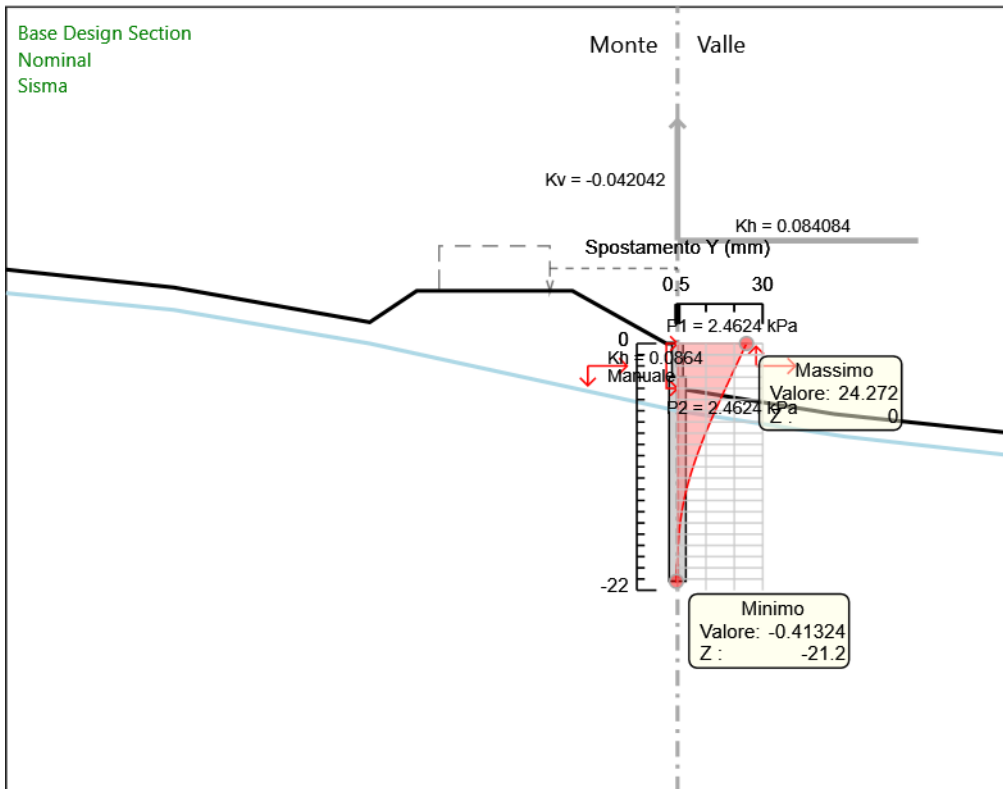 Base Design Section
Nominal
Sisma
Monte
Valle
Kv = -0.042042
Kh = 0.084084
Spostamento Y (mm)
0.5
30
P1 = 2.4624 kPa
0
Kh = 0.0864
Manuale
P2 = 2.4624 kPa
Massimo
Valore: 24.272
Z : 0
-22
Minimo
Valore: -0.41324
Z : -21.2